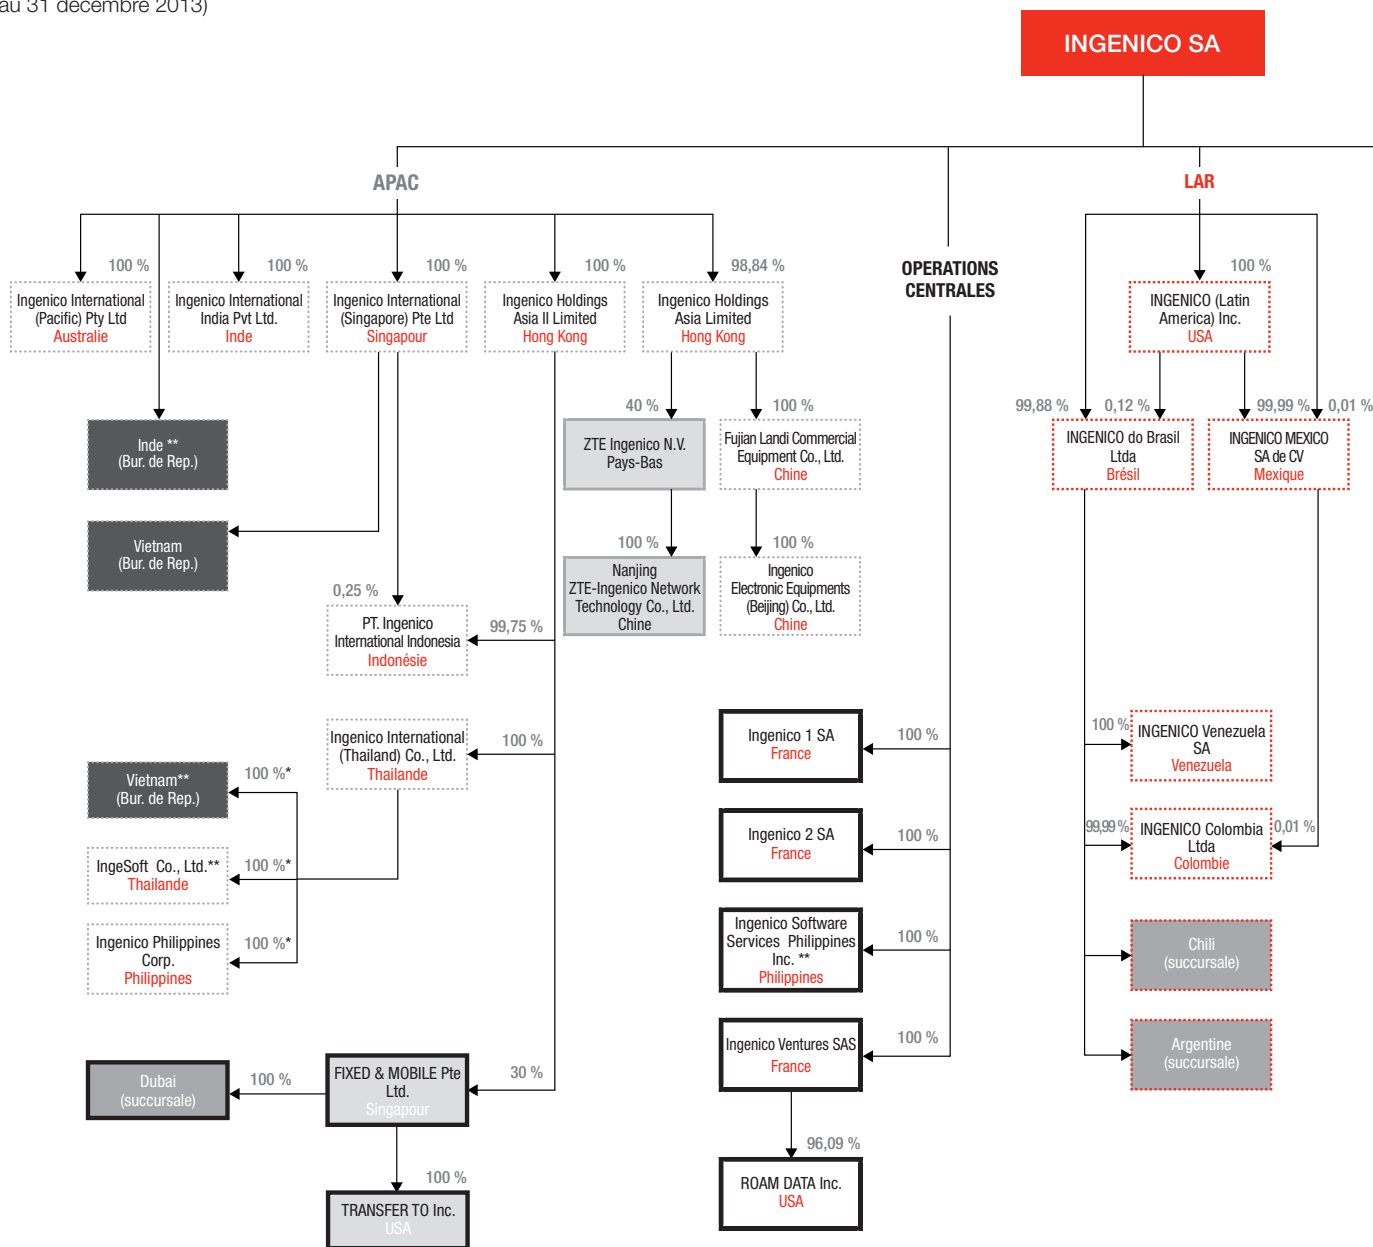 au 31 décembre 2013)
INGENICO SA
APAC
LAR
OPERATIONS
CENTRALES
100 %
100 %
100 %
100 %
98,84 %
100 %
Ingenico International
(Pacific) Pty Ltd
Australie
Ingenico International
India Pvt Ltd.
Inde
Ingenico International
(Singapore) Pte Ltd
Singapour
Ingenico Holdings
Asia II Limited
Hong Kong
Ingenico Holdings
Asia Limited
Hong Kong
INGENICO (Latin
America) Inc.
USA
40 %
100 %
99,88 %
0,12 %
99,99 %
0,01 %
Inde **
(Bur. de Rep.)
ZTE Ingenico N.V.
Pays-Bas
Fujian Landi Commercial
Equipment Co., Ltd.
Chine
INGENICO do Brasil
Ltda
Brésil
INGENICO MEXICO
SA de CV
Mexique
Vietnam
(Bur. de Rep.)
100 %
100 %
Nanjing
ZTE-Ingenico Network
Technology Co., Ltd.
Chine
Ingenico
Electronic Equipments
(Beijing) Co., Ltd.
Chine
0,25 %
PT. Ingenico
International Indonesia
Indonésie
99,75 %
Ingenico International
(Thailand) Co., Ltd.
Thailande
100 %
Ingenico 1 SA
France
100 %
100 %
INGENICO Venezuela
SA
Venezuela
Vietnam**
(Bur. de Rep.)
100 %*
Ingenico 2 SA
France
100 %
99,99 %
INGENICO Colombia
Ltda
Colombie
0,01 %
IngeSoft Co., Ltd.**
Thailande
100 %*
Ingenico Philippines
Corp.
Philippines
100 %*
Ingenico Software
Services Philippines
Inc. **
Philippines
100 %
Chili
(succursale)
Ingenico Ventures SAS
France
100 %
Argentine
(succursale)
Dubai
(succursale)
100 %
FIXED & MOBILE Pte
Ltd.
Singapour
30 %
96,09 %
ROAM DATA Inc.
USA
100 %
TRANSFER TO Inc.
USA